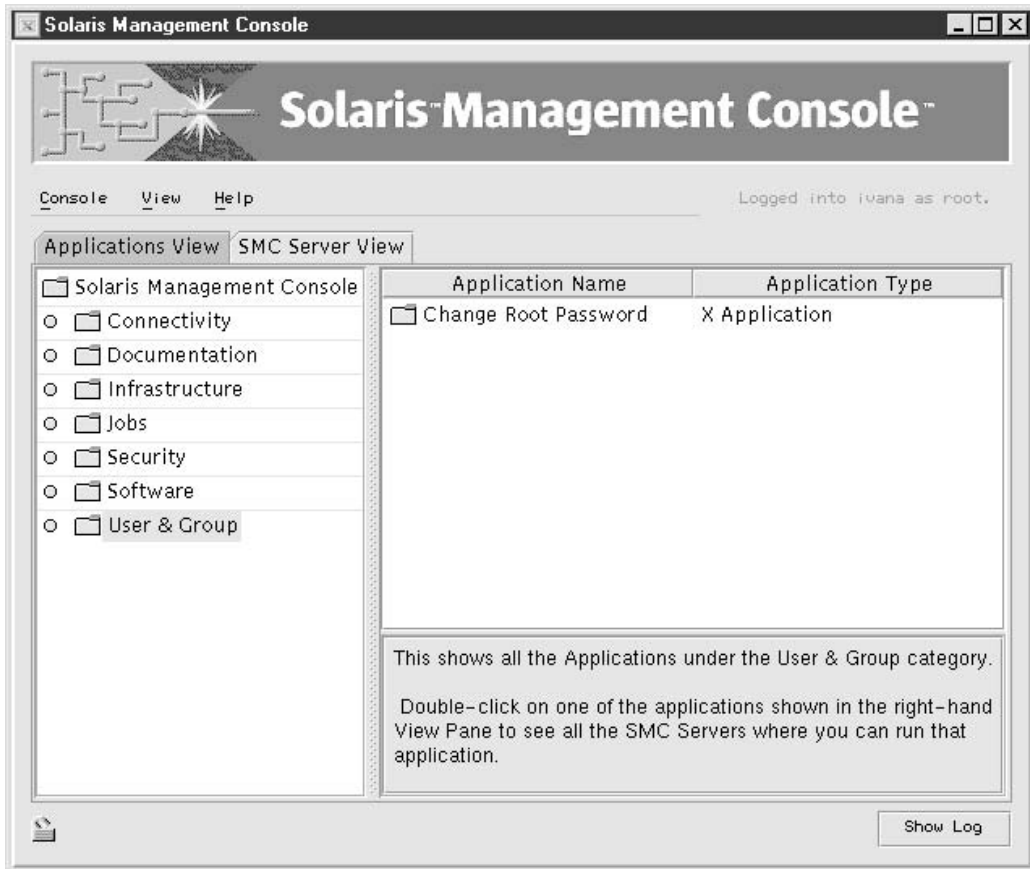 Solaris Management Console
Solaris™ Management Console™
Console View Help
Logged into ivana as root.
Applications View
SMC Server View
Solaris Management Console
Connectivity
Documentation
Infrastructure
Jobs
Security
Software
User & Group
Application Name Application Type
Change Root Password X Application
This shows all the Applications under the User & Group category.
Double-click on one of the applications shown in the right-hand
View Pane to see all the SMC Servers where you can run that
application.
Show Log